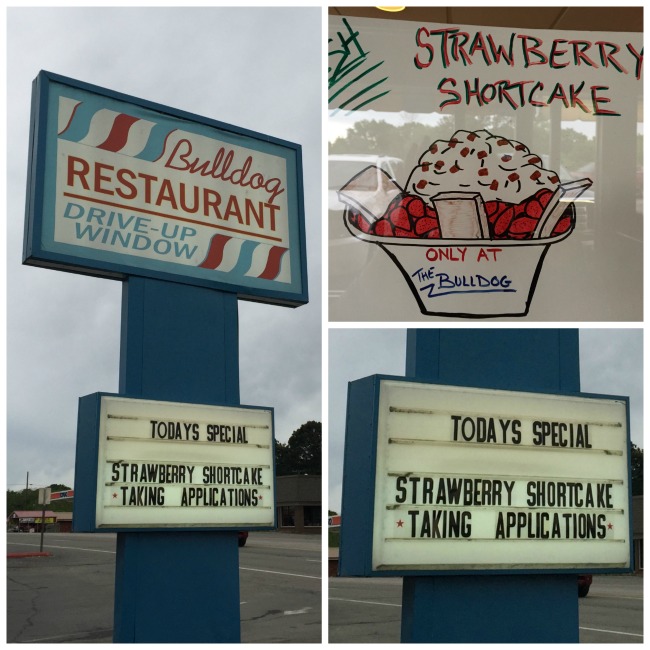 Bulldog
RESTAURANT
DRIVE-UP
WINDOW
TODAYS SPECIAL
STRAWBERRY SHORTCAKE
TAKING APPLICATIONS
STRAWBERRY
SHORTCAKE
ONLY AT
THE BULLDOG
TODAYS SPECIAL
STRAWBERRY SHORTCAKE
TAKING APPLICATIONS